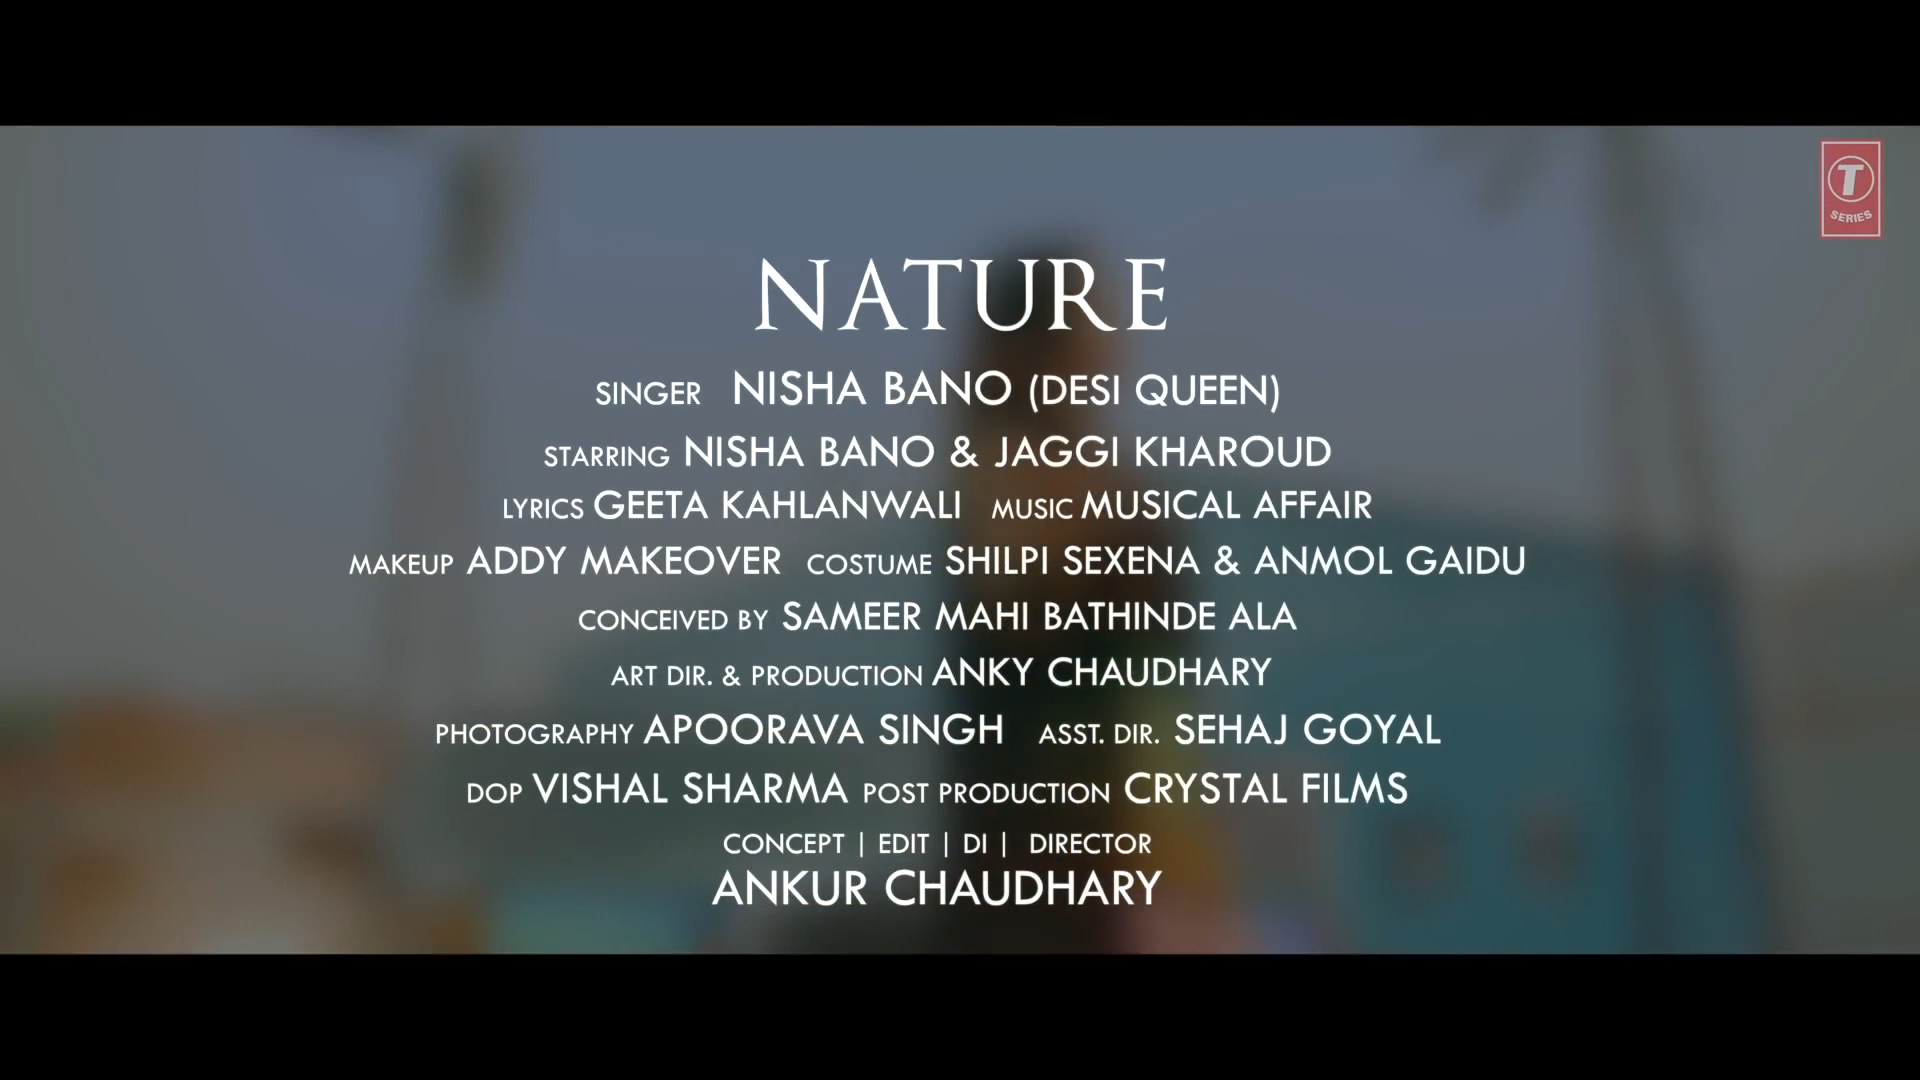 T
SERIES
NATURE
SINGER NISHA BANO (DESI QUEEN)
STARRING NISHA BANO & JAGGI KHAROUD
LYRICS GEETA KAHLANWALI MUSIC MUSICAL AFFAIR
MAKEUP ADDY MAKEOVER COSTUME SHILPI SEXENA & ANMOL GAIDU
CONCEIVED BY SAMEER MAHI BATHINDE ALA
ART DIR. & PRODUCTION ANKY CHAUDHARY
PHOTOGRAPHY APOORAVA SINGH ASST. DIR. SEHAJ GOYAL
DOP VISHAL SHARMA POST PRODUCTION CRYSTAL FILMS
CONCEPT | EDIT | DI | DIRECTOR
ANKUR CHAUDHARY